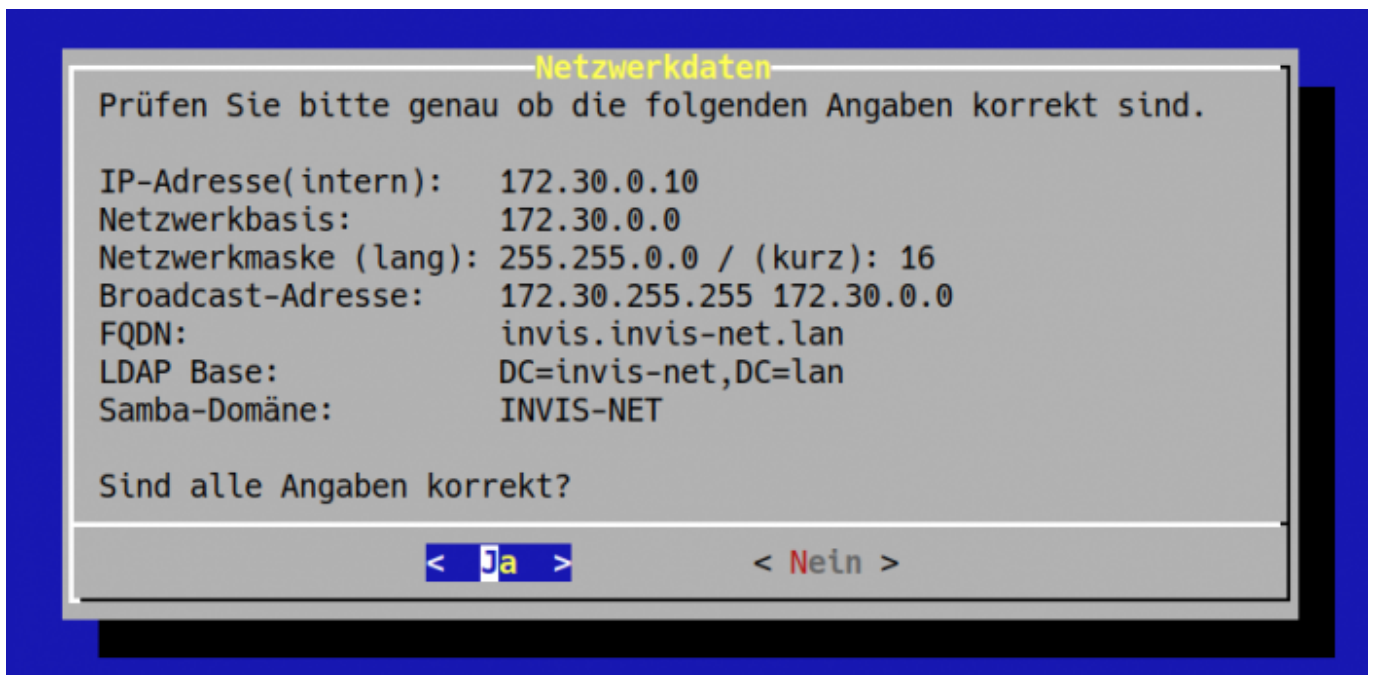 Netzwerkdaten
Prüfen Sie bitte genau ob die folgenden Angaben korrekt sind.
IP-Adresse(intern): 172.30.0.10
Netzwerkbasis: 172.30.0.0
Netzwerkmaske (lang): 255.255.0.0 / (kurz): 16
Broadcast-Adresse: 172.30.255.255 172.30.0.0
FQDN: invis.invis-net.lan
LDAP Base: DC=invis-net,DC=lan
Samba-Domäne: INVIS-NET
Sind alle Angaben korrekt?
< Ja > < Nein >